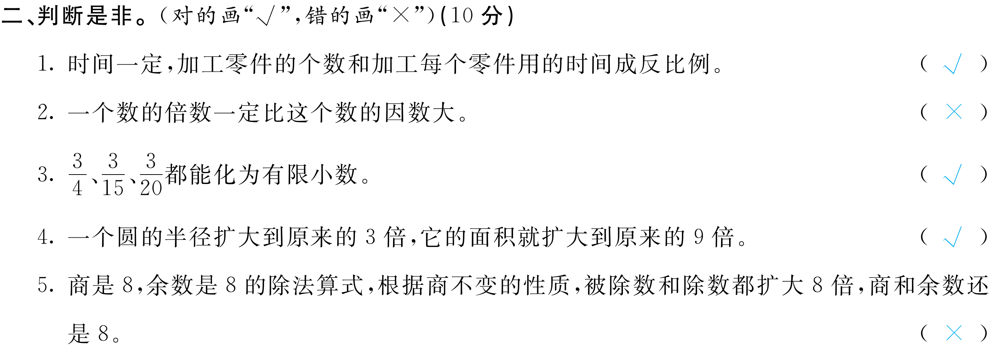 二、判断是非。(对的画“√”,错的画“×”)(10 分)
1. 时间一定,加工零件的个数和加工每个零件用的时间成反比例。 ( √ )
2. 一个数的倍数一定比这个数的因数大。 ( × )
3. 3/4、3/15、3/20都能化为有限小数。 ( √ )
4. 一个圆的半径扩大到原来的 3 倍,它的面积就扩大到原来的 9 倍。 ( √ )
5. 商是 8,余数是 8 的除法算式,根据商不变的性质,被除数和除数都扩大 8 倍,商和余数还
是 8。 ( × )